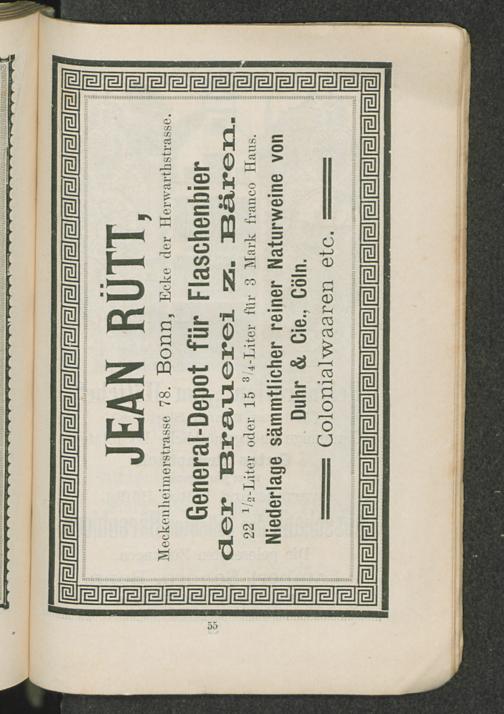 JEAN RÜTT,
Meckenheimerstrasse 78. Bonn, Ecke der Herwarthstrasse.
General-Depot für Flaschenbier
der Brauerei z. Bären.
22 1/2-Liter oder 15 3/4-Liter für 3 Mark franco Haus.
Niederlage sämmtlicher reiner Naturweine von
Duhr & Cie., Cöln.
Colonialwaaren etc.
55